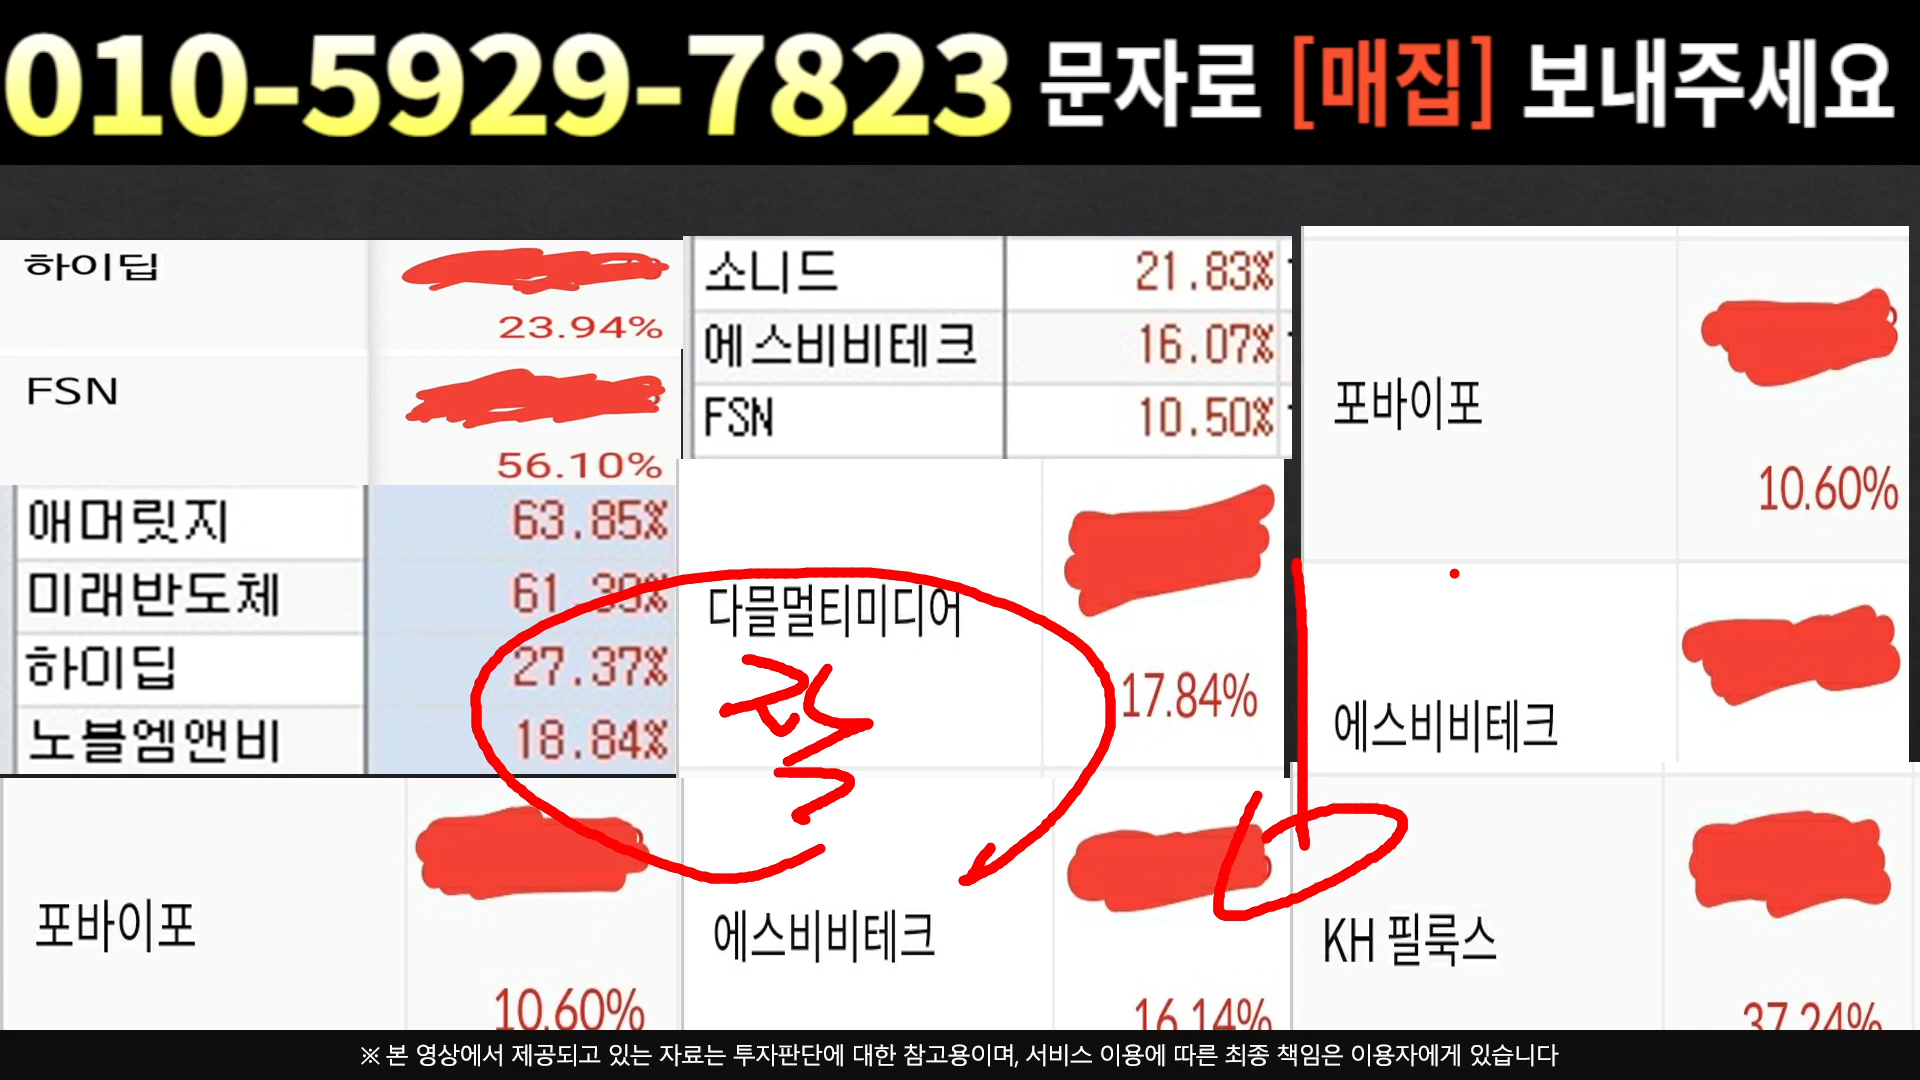 010-5929-7823 문자로 [매집] 보내주세요
하이딥
23.94%
FSN
56.10%
애머릿지 63.85%
미래반도체 61.39%
하이딥 27.37%
노블엠앤비 18.84%
소니드 21.83%
에스비비테크 16.07%
FSN 10.50%
다믈멀티미디어
17.84%
포바이포
10.60%
에스비비테크
포바이포
10.60%
에스비비테크
16.14%
KH 필룩스
37.24%
※ 본 영상에서 제공되고 있는 자료는 투자판단에 대한 참고용이며, 서비스 이용에 따른 최종 책임은 이용자에게 있습니다